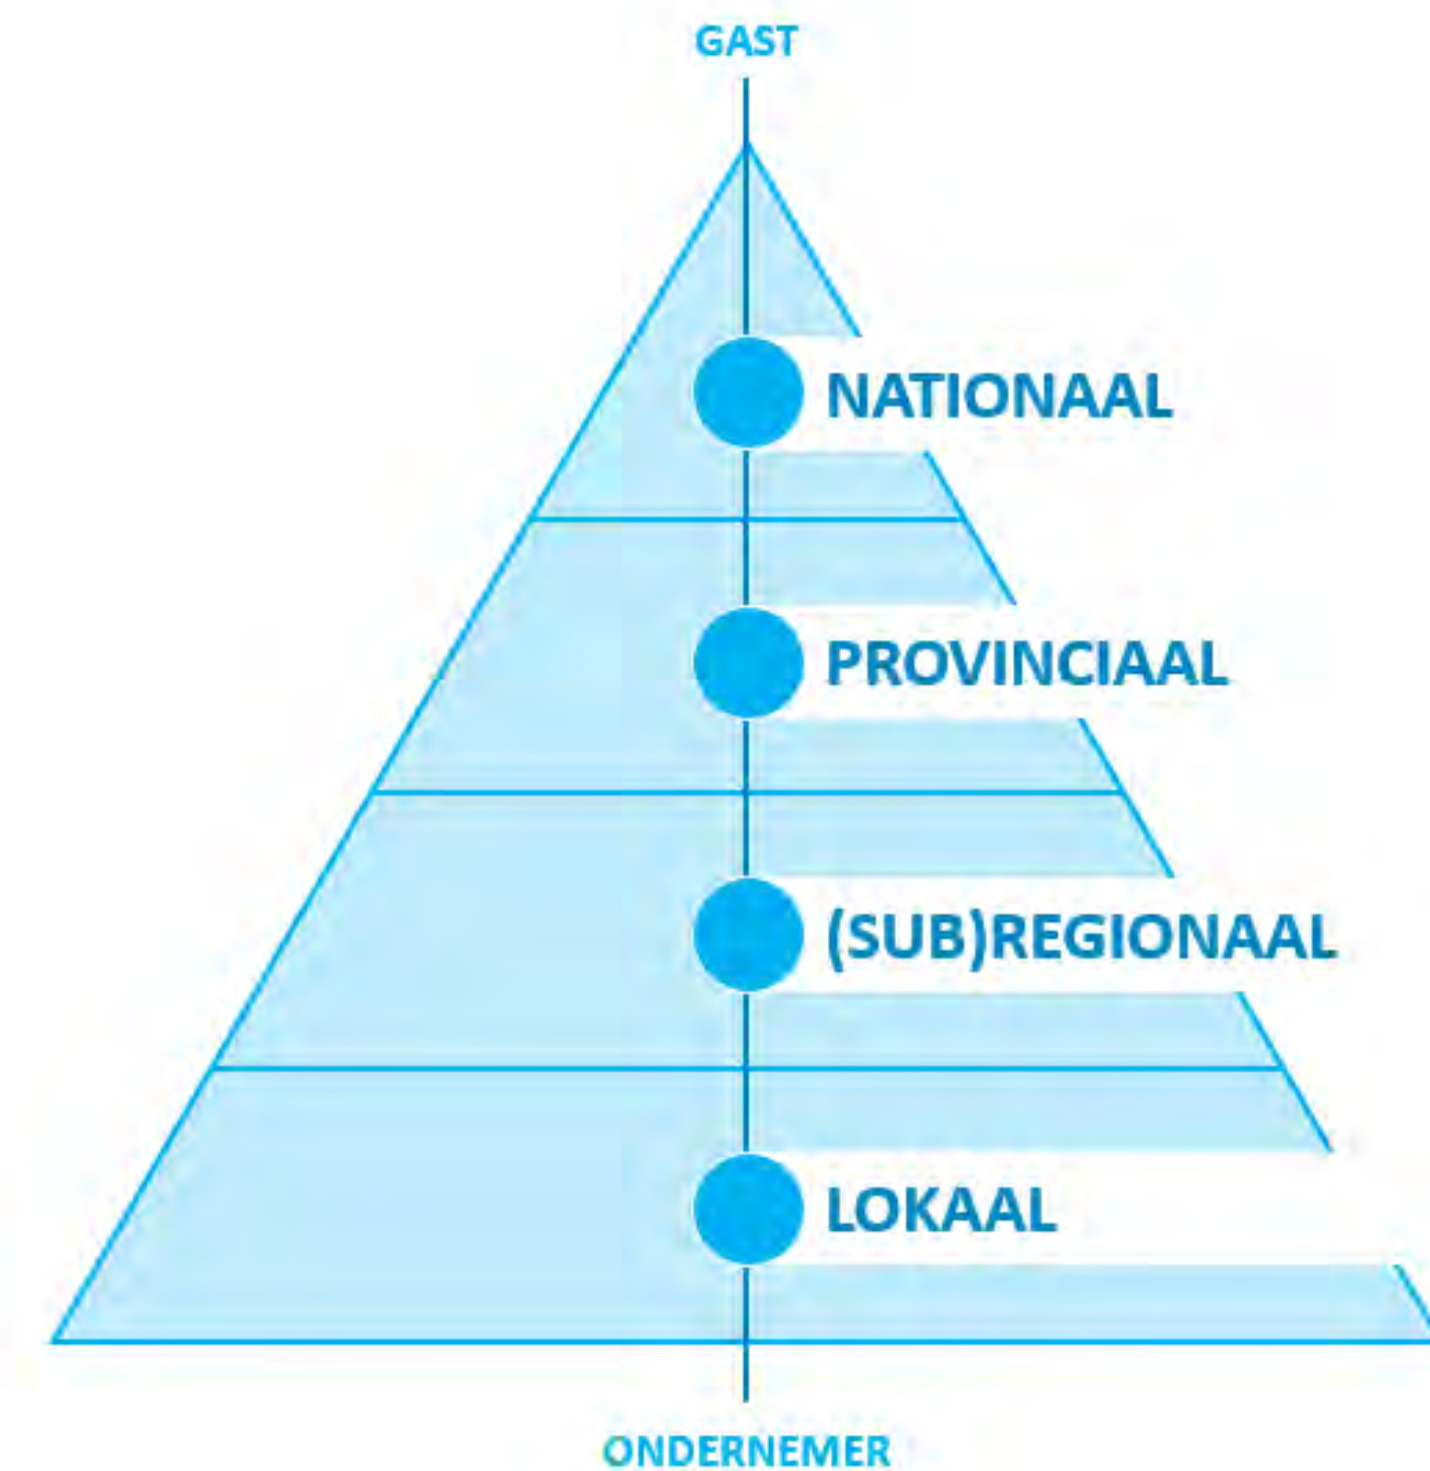 GAST
NATIONAAL
PROVINCIAAL
(SUB)REGIONAAL
LOKAAL
ONDERNEMER